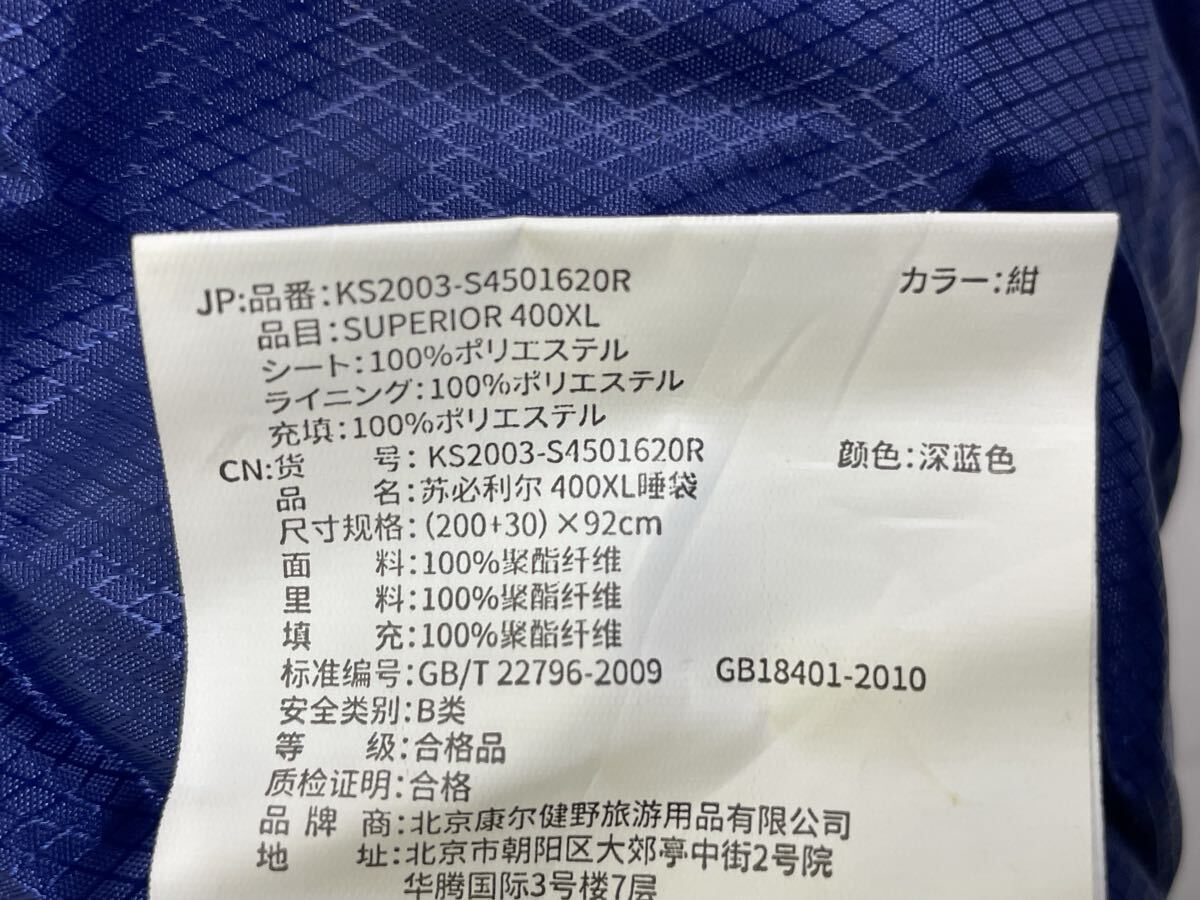 JP:品番:KS2003-S4501620R カラー:紺
品目:SUPERIOR 400XL
シート:100%ポリエステル
ライニング:100%ポリエステル
充填:100%ポリエステル
CN:货 号: KS2003-S4501620R 颜色:深蓝色
品 名:苏必利尔 400XL睡袋
尺寸规格:(200+30)×92cm
面 料:100%聚酯纤维
里 料:100%聚酯纤维
填 充:100%聚酯纤维
标准编号:GB/T 22796-2009 GB18401-2010
安全类别:B类
等 级:合格品
质检证明:合格
品 牌 商:北京康尔健野旅游用品有限公司
地 址:北京市朝阳区大郊亭中街2号院
华腾国际3号楼7层